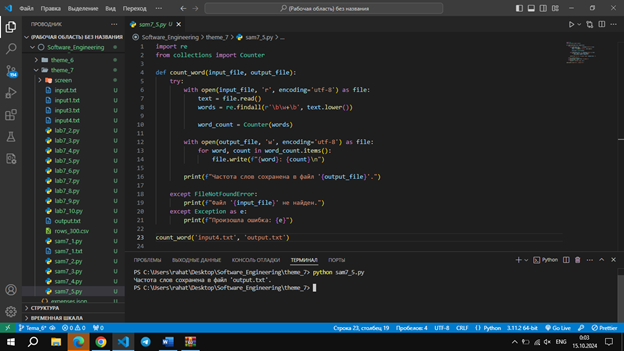 Файл Правка Выделение Вид Переход ...
(Рабочая область) без названия
ПРОВОДНИК ...
sam7_5.py U
(РАБОЧАЯ ОБЛАСТЬ) БЕЗ НАЗВАНИЯ
Software_Engineering > theme_7 > sam7_5.py > ...
Software_Engineering
theme_6
theme_7
screen
input.txt U
input1.txt U
input3.txt U
input4.txt U
lab7_2.py U
lab7_3.py U
lab7_4.py U
lab7_5.py U
lab7_6.py U
lab7_7.py U
lab7_8.py U
lab7_9.py U
lab7_10.py U
output.txt U
rows_300.csv U
sam7_1.py U
sam7_1.txt U
sam7_2.py U
sam7_3.py U
sam7_4.py U
sam7_5.py U
СТРУКТУРА
ВРЕМЕННАЯ ШКАЛА
1 import re
2 from collections import Counter
3
4 def count_word(input_file, output_file):
5 try:
6 with open(input_file, 'r', encoding='utf-8') as file:
7 text = file.read()
8 words = re.findall(r'\b\w+\b', text.lower())
9
10 word_count = Counter(words)
11
12 with open(output_file, 'w', encoding='utf-8') as file:
13 for word, count in word_count.items():
14 file.write(f"{word}: {count}\n")
15
16 print(f"Частота слов сохранена в файл '{output_file}'.")
17
18 except FileNotFoundError:
19 print(f"Файл '{input_file}' не найден.")
20 except Exception as e:
21 print(f"Произошла ошибка: {e}")
22
23 count_word('input4.txt', 'output.txt')
24
ПРОБЛЕМЫ ВЫХОДНЫЕ ДАННЫЕ КОНСОЛЬ ОТЛАДКИ ТЕРМИНАЛ ПОРТЫ
Python
PS C:\Users\rahat\Desktop\Software_Engineering\theme_7> python sam7_5.py
Частота слов сохранена в файл 'output.txt'.
PS C:\Users\rahat\Desktop\Software_Engineering\theme_7>
Tema_6* 0 0 0 Строка 23, столбец 19 Пробелов: 4 UTF-8 CRLF Python 3.11.2 64-bit Go Live Prettier
0:03
15.10.2024